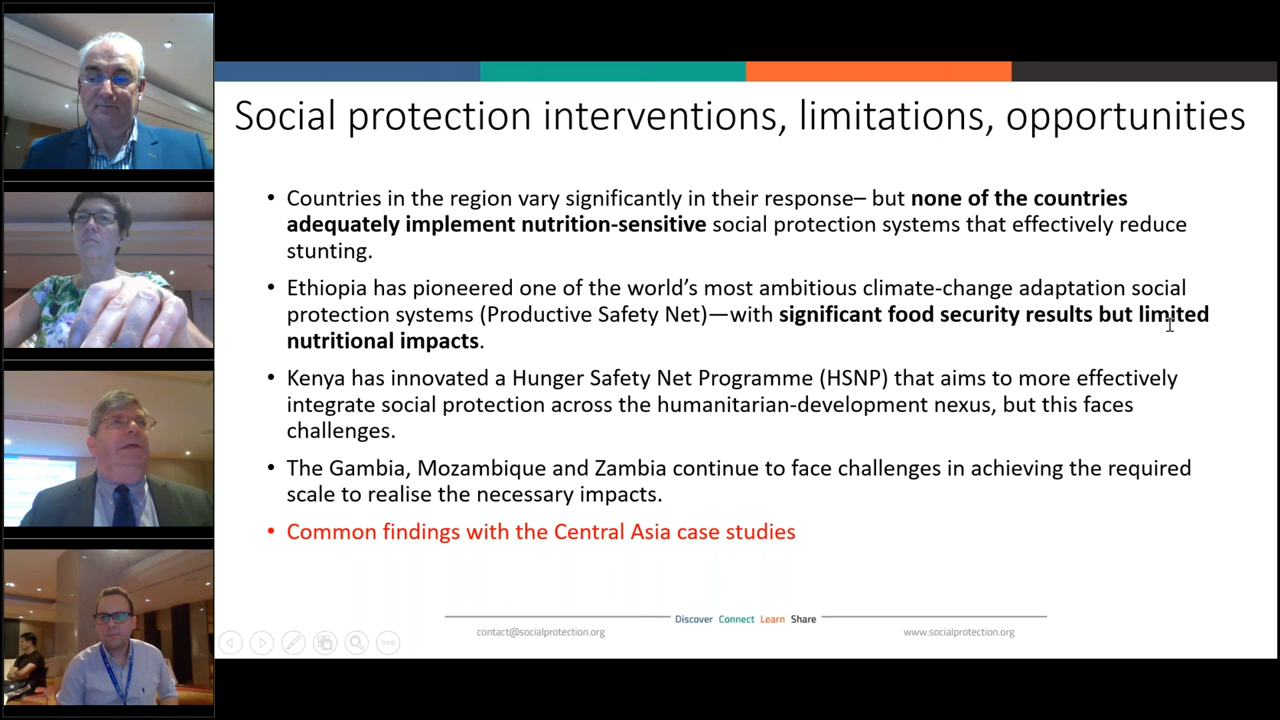 Social protection interventions, limitations, opportunities
• Countries in the region vary significantly in their response– but none of the countries
adequately implement nutrition-sensitive social protection systems that effectively reduce
stunting.
• Ethiopia has pioneered one of the world’s most ambitious climate-change adaptation social
protection systems (Productive Safety Net)—with significant food security results but limited
nutritional impacts.
• Kenya has innovated a Hunger Safety Net Programme (HSNP) that aims to more effectively
integrate social protection across the humanitarian-development nexus, but this faces
challenges.
• The Gambia, Mozambique and Zambia continue to face challenges in achieving the required
scale to realise the necessary impacts.
• Common findings with the Central Asia case studies
Discover Connect Learn Share
contact@socialprotection.org www.socialprotection.org